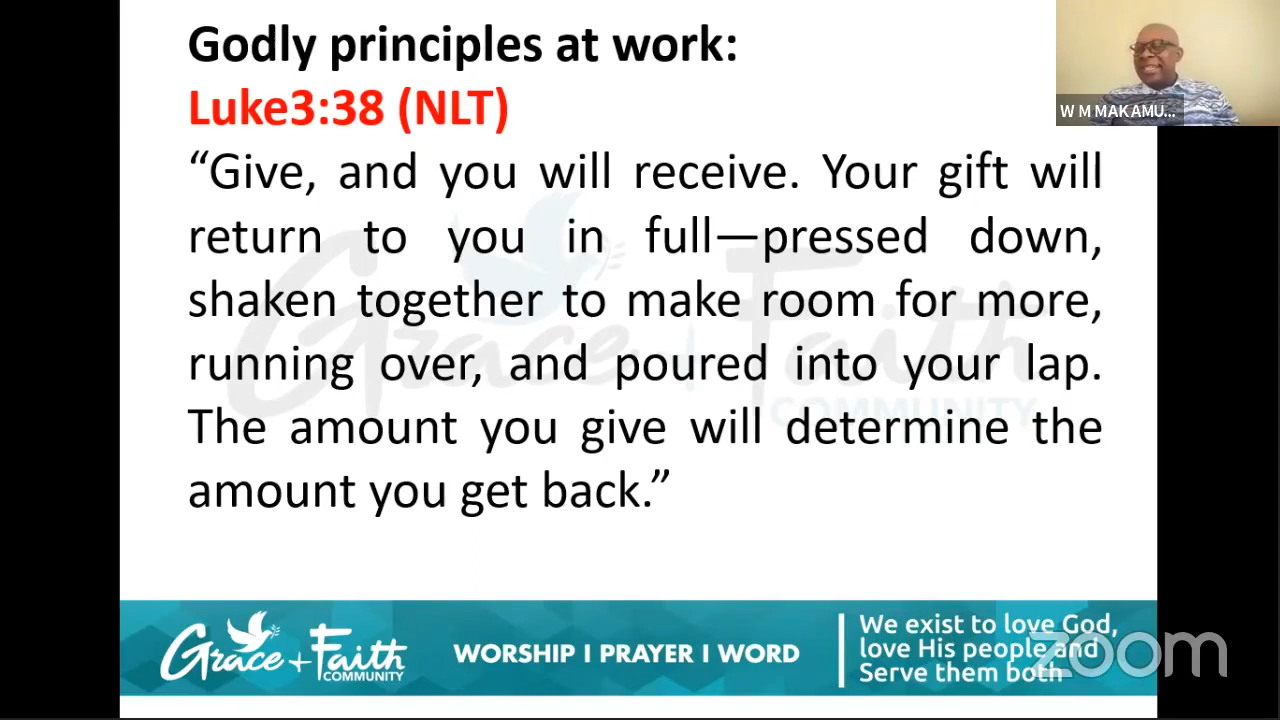 Godly principles at work:
Luke3:38 (NLT)
W M MAKAMU...
“Give, and you will receive. Your gift will
return to you in full—pressed down,
shaken together to make room for more,
running over, and poured into your lap.
The amount you give will determine the
amount you get back.”
Grace + Faith
COMMUNITY
Grace + Faith
COMMUNITY
WORSHIP I PRAYER I WORD
We exist to love God,
love His people and
Serve them both
zoom